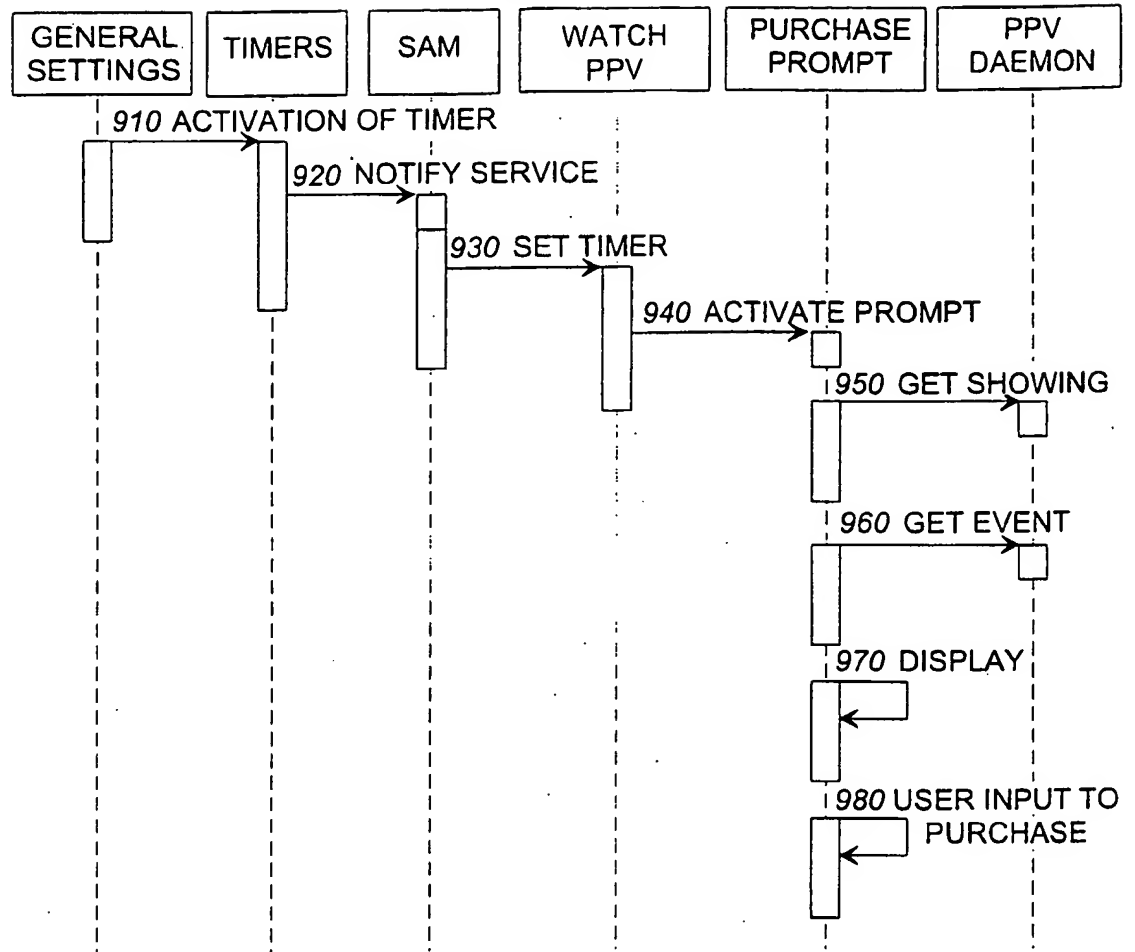 GENERAL
SETTINGS
TIMERS
SAM
WATCH
PPV
PURCHASE
PROMPT
PPV
DAEMON
910 ACTIVATION OF TIMER
920 NOTIFY SERVICE
930 SET TIMER
940 ACTIVATE PROMPT
950 GET SHOWING
960 GET EVENT
970 DISPLAY
980 USER INPUT TO
PURCHASE